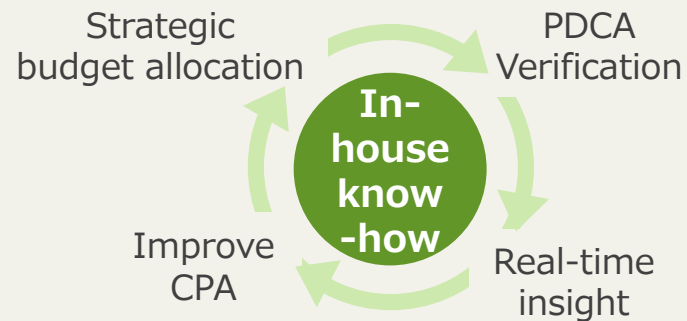 Strategic
budget allocation
PDCA
Verification
In-
house
know
-how
Improve
CPA
Real-time
insight